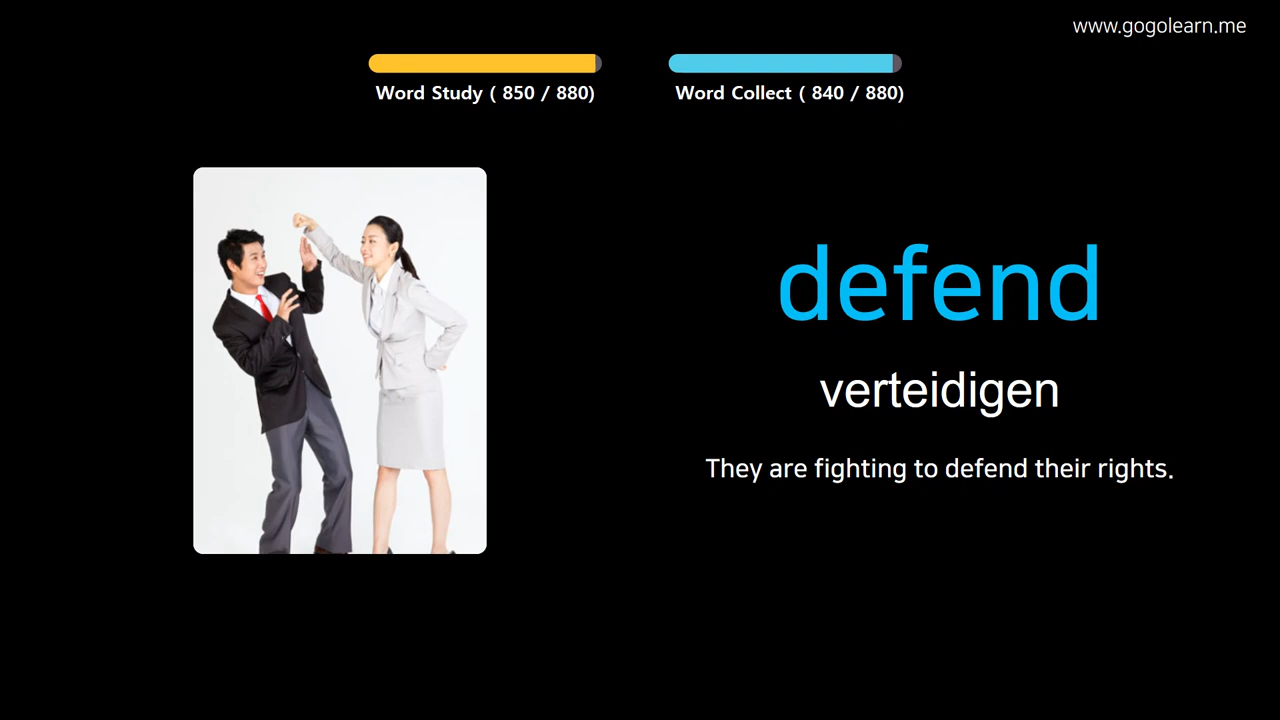 www.gogolearn.me
Word Study ( 850 / 880)
Word Collect ( 840 / 880)
defend
verteidigen
They are fighting to defend their rights.